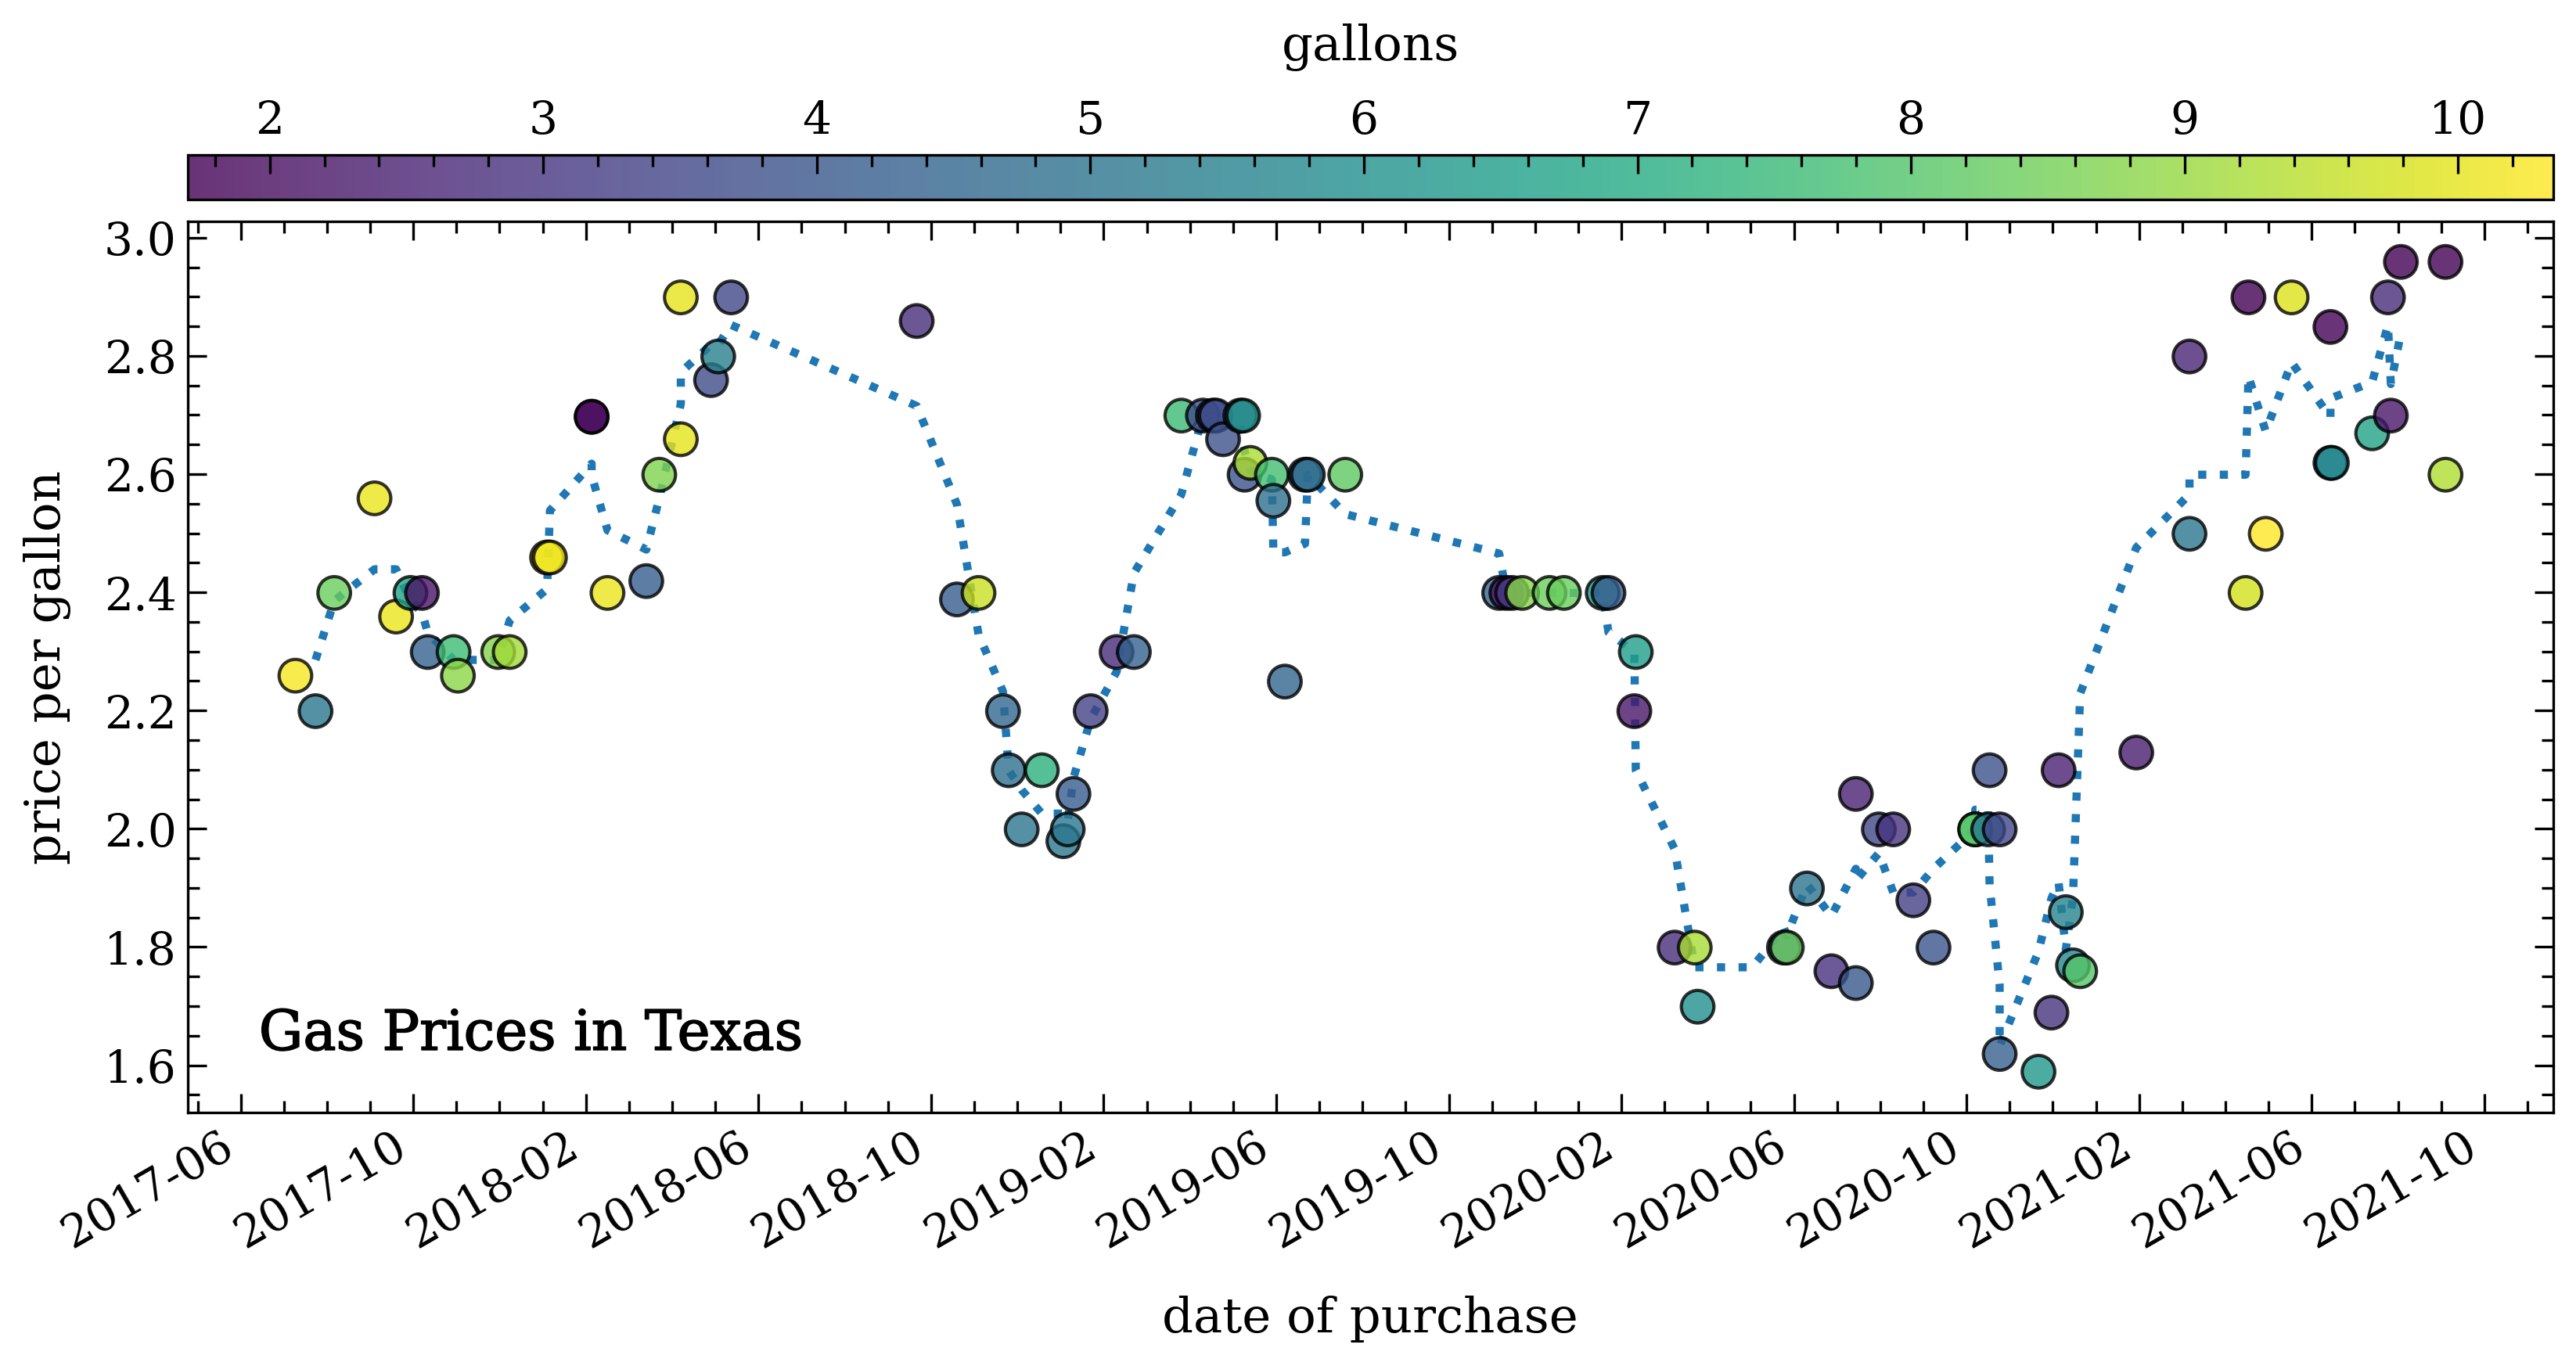 gallons
2 3 4 5 6 7 8 9 10
3.0
2.8
2.6
2.4
2.2
2.0
1.8
1.6
price per gallon
Gas Prices in Texas
2017-06 2017-10 2018-02 2018-06 2018-10 2019-02 2019-06 2019-10 2020-02 2020-06 2020-10 2021-02 2021-06 2021-10
date of purchase